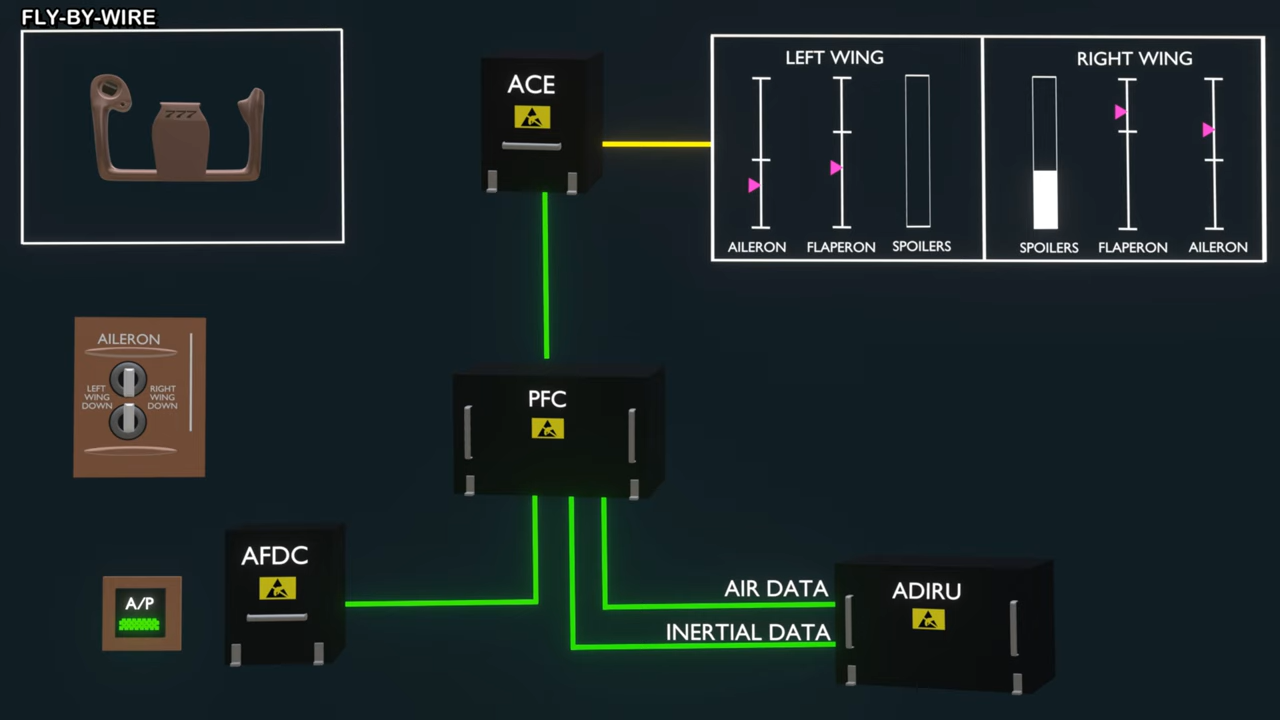 FLY-BY-WIRE
777
ACE
LEFT WING
RIGHT WING
AILERON
FLAPERON
SPOILERS
SPOILERS
FLAPERON
AILERON
AILERON
LEFT
WING
DOWN
RIGHT
WING
DOWN
PFC
AFDC
A/P
AIR DATA
INERTIAL DATA
ADIRU